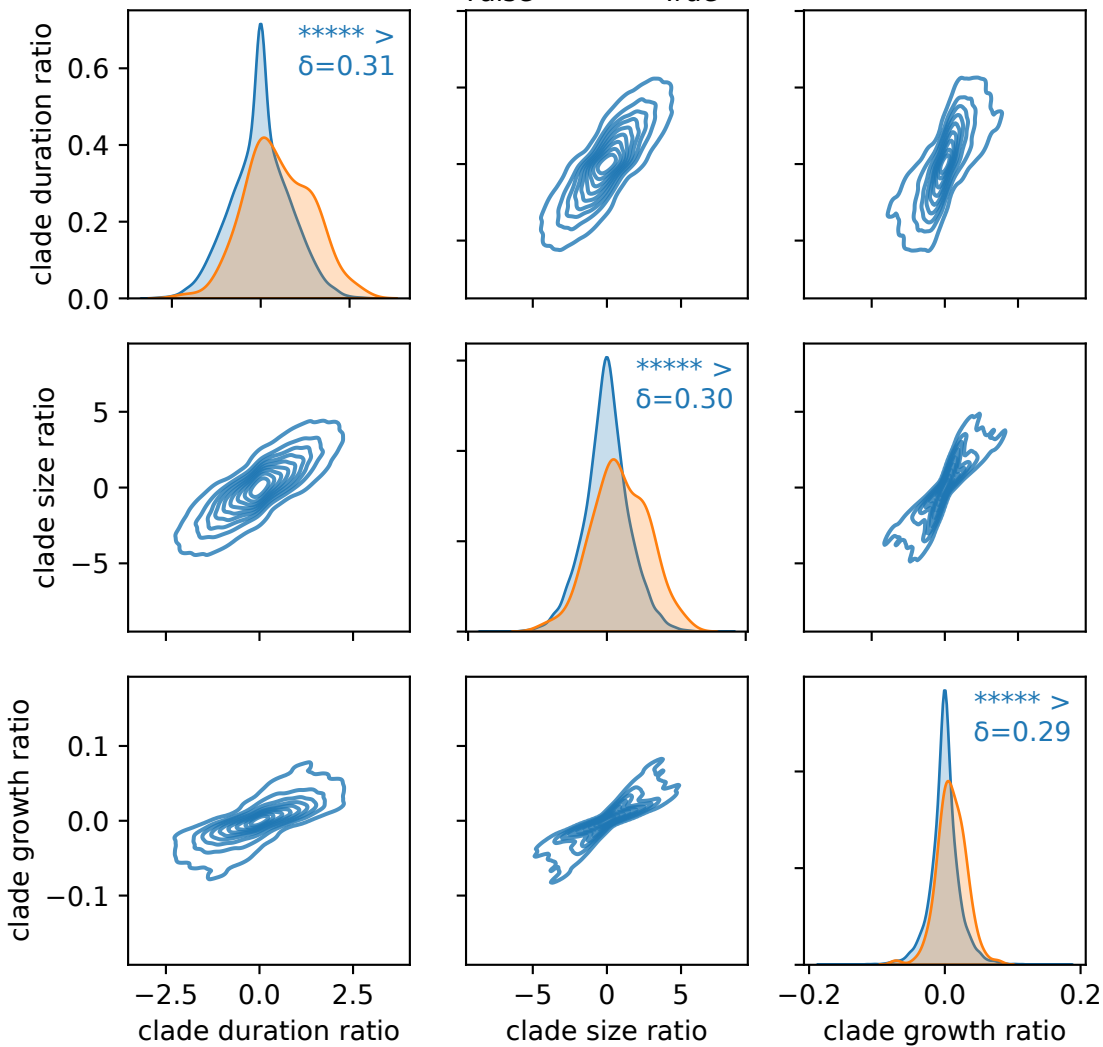 ***** >
δ=0.31
clade duration ratio
0.6
0.4
0.2
0.0
***** >
δ=0.30
clade size ratio
5
0
−5
***** >
δ=0.29
clade growth ratio
0.1
0.0
−0.1
−2.5 0.0 2.5 −5 0 5 −0.2 0.0 0.2
clade duration ratio clade size ratio clade growth ratio